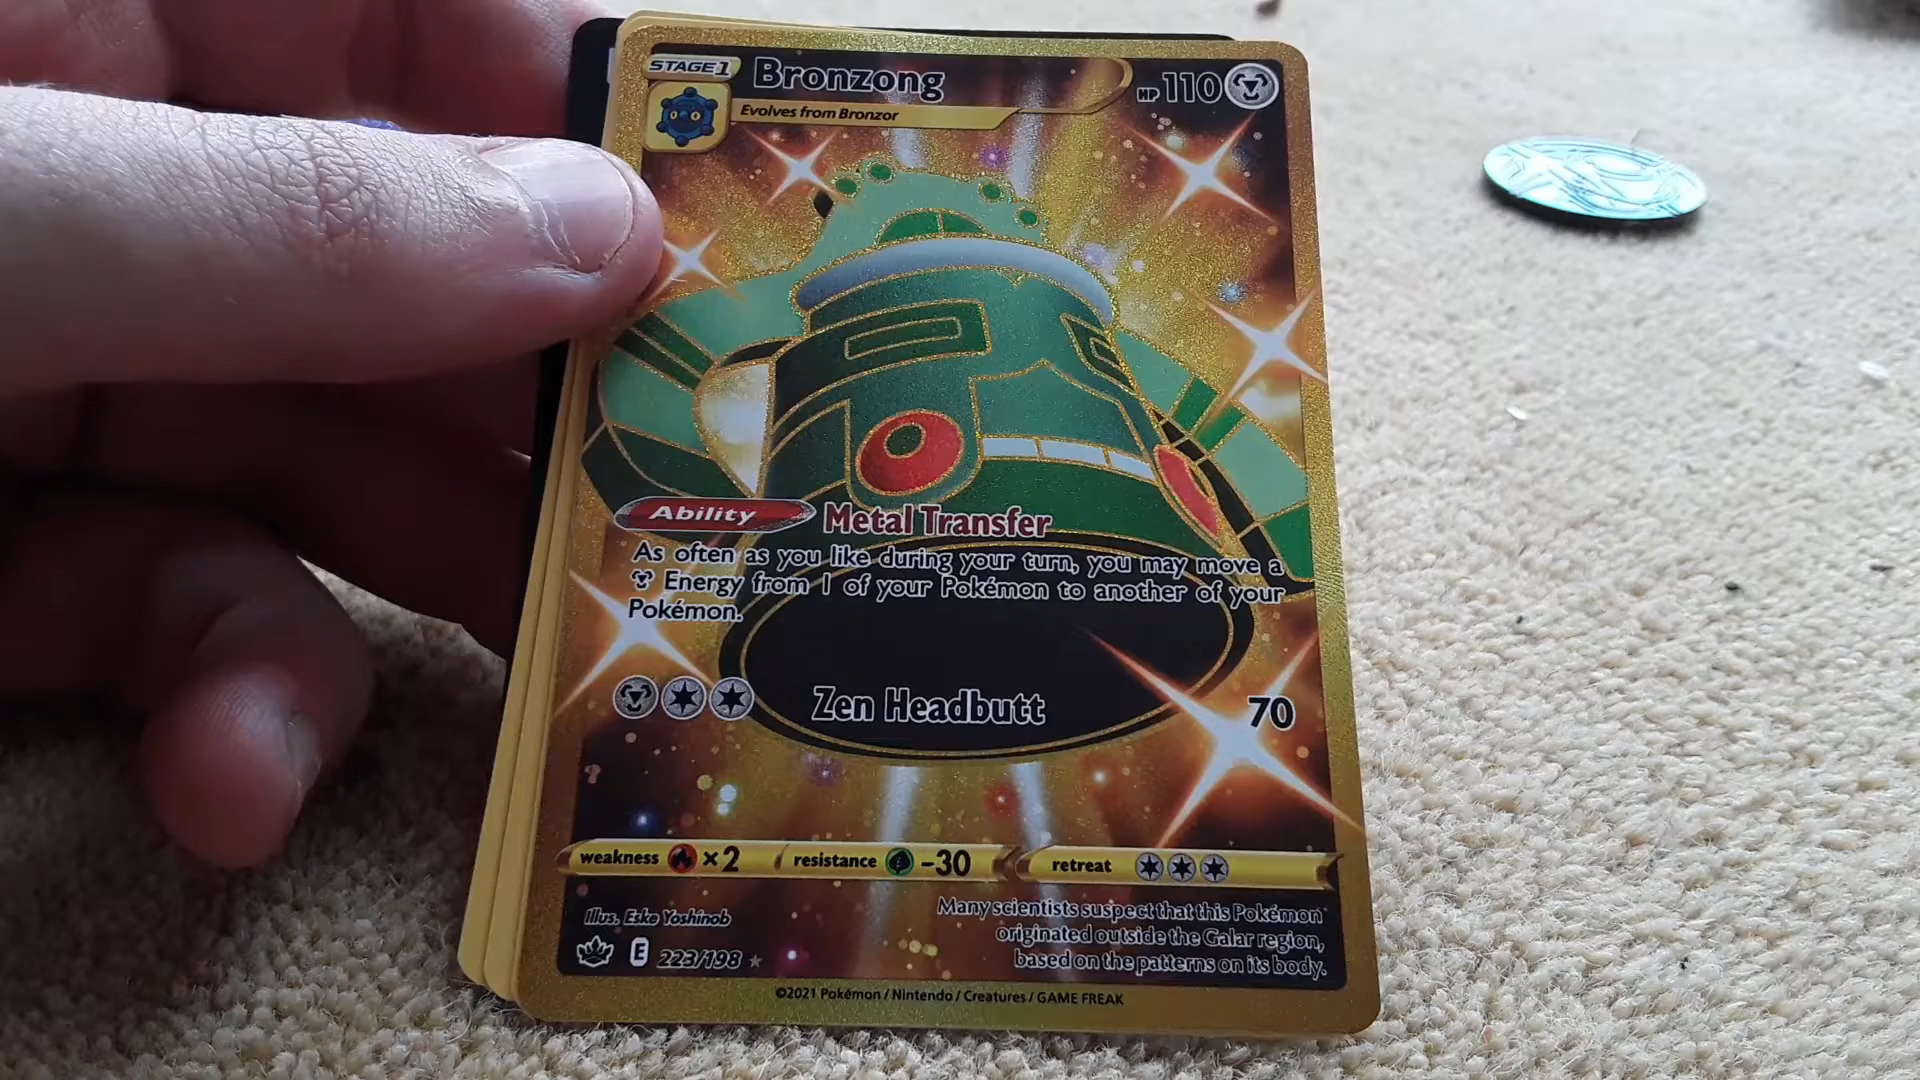 STAGE1 Bronzong HP 110
Evolves from Bronzor
Ability Metal Transfer
As often as you like during your turn, you may move a
Energy from 1 of your Pokémon to another of your
Pokémon.
Zen Headbutt 70
weakness ×2 resistance -30 retreat
Illus. Eske Yoshinob
Many scientists suspect that this Pokémon
originated outside the Galar region,
based on the patterns on its body.
E 223/198
©2021 Pokémon / Nintendo / Creatures / GAME FREAK